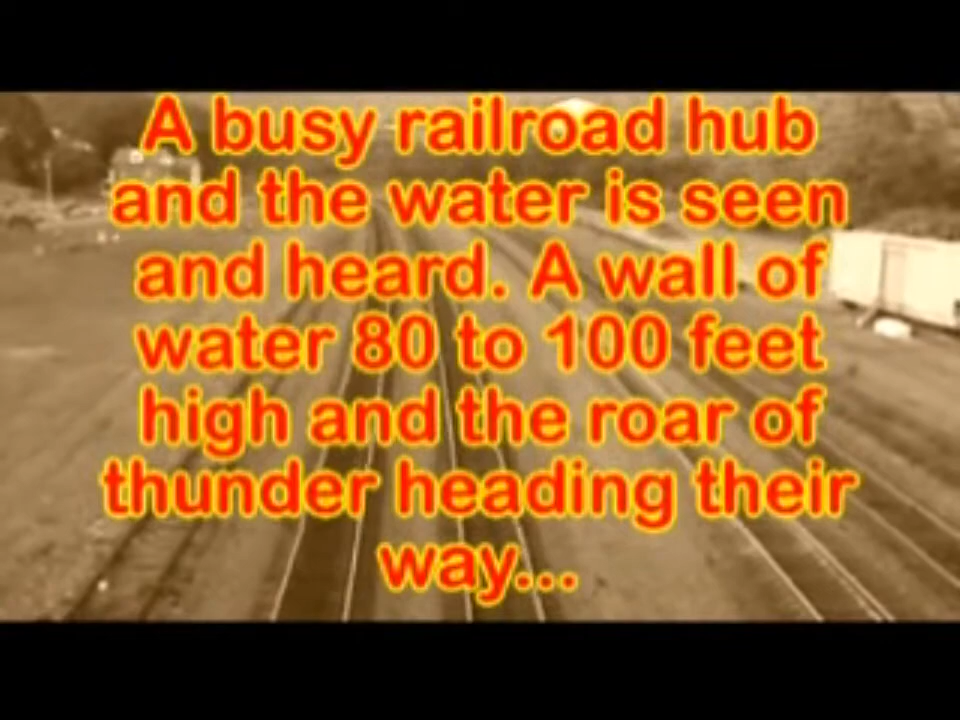 A busy railroad hub
and the water is seen
and heard. A wall of
water 80 to 100 feet
high and the roar of
thunder heading their
way...